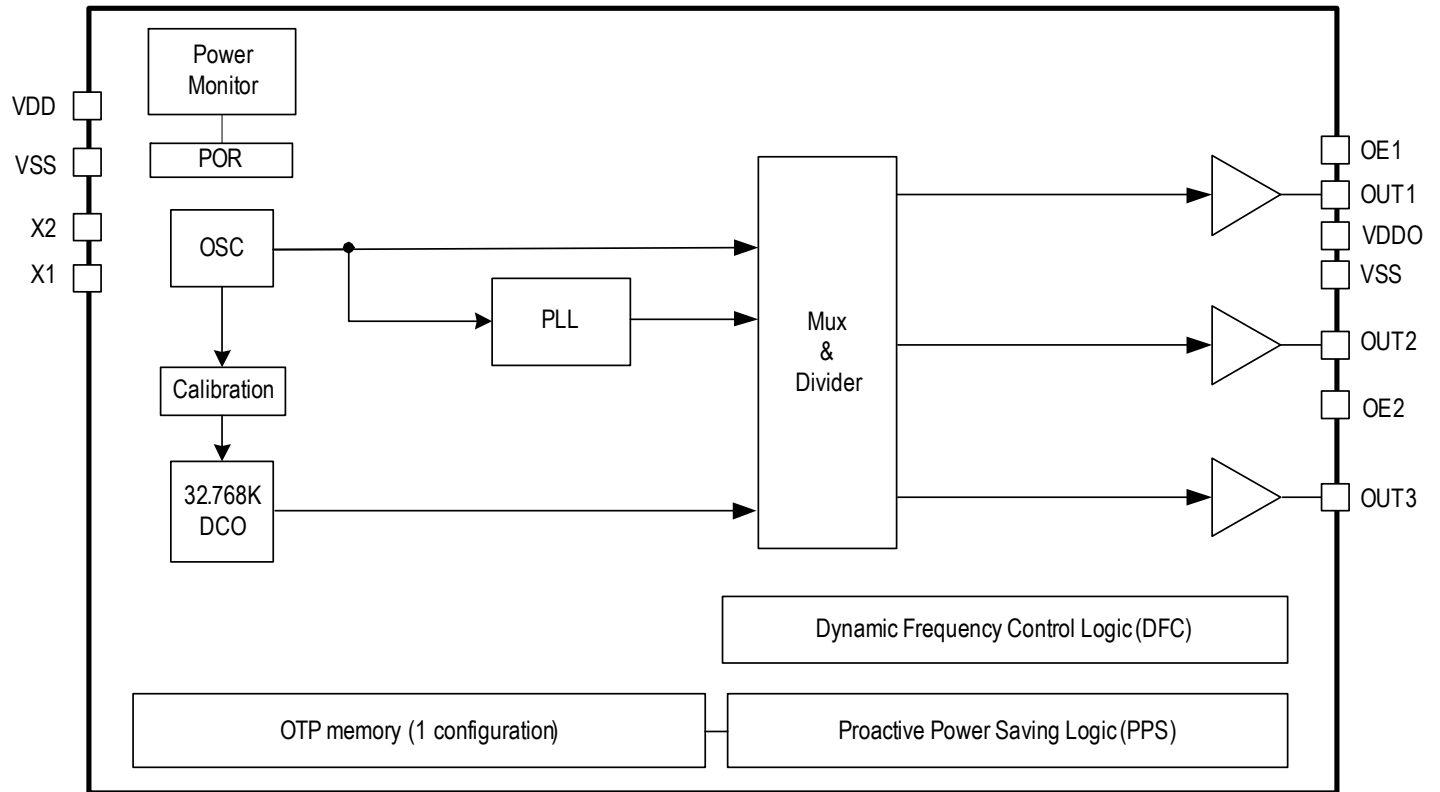 Power
Monitor
POR
VDD
VSS
X2
X1
OSC
PLL
Calibration
32.768K
DCO
Mux
&
Divider
OE1
OUT1
VDDO
VSS
OUT2
OE2
OUT3
Dynamic Frequency Control Logic (DFC)
OTP memory (1 configuration)
Proactive Power Saving Logic (PPS)